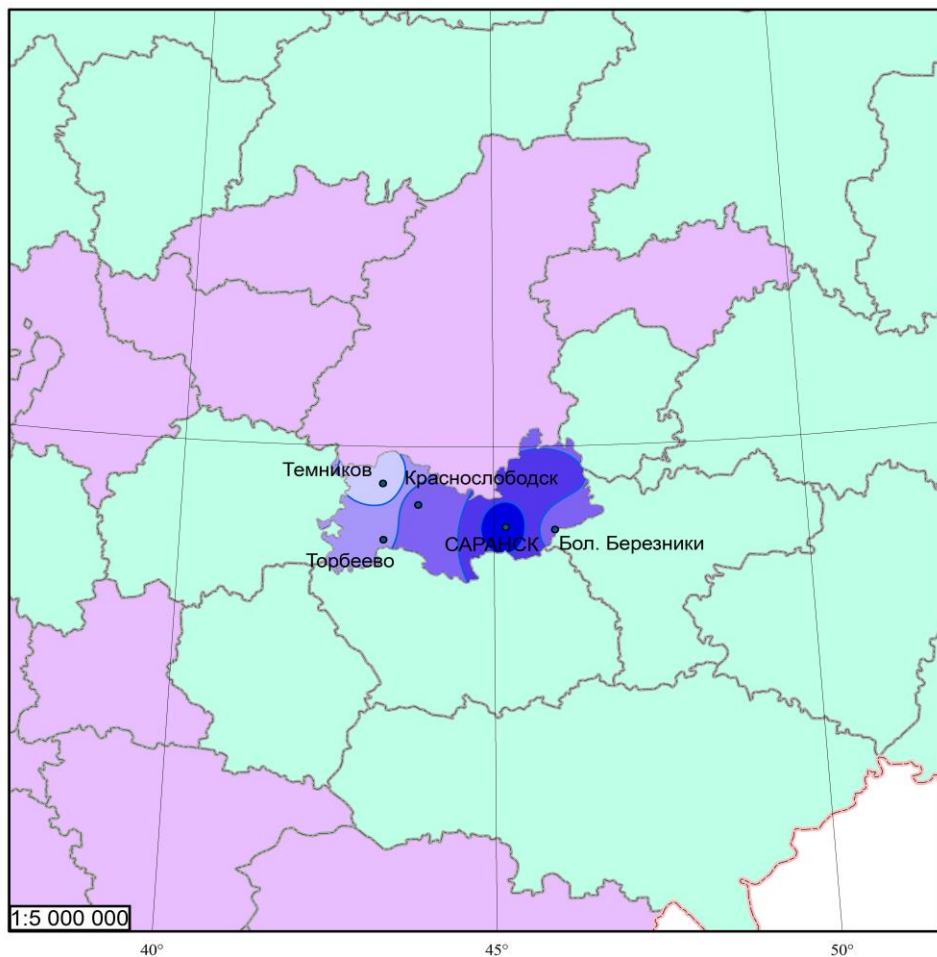 Темников
Краснослободск
САРАНСК
Бол. Березники
Торбеево
1:5 000 000
40°
45°
50°